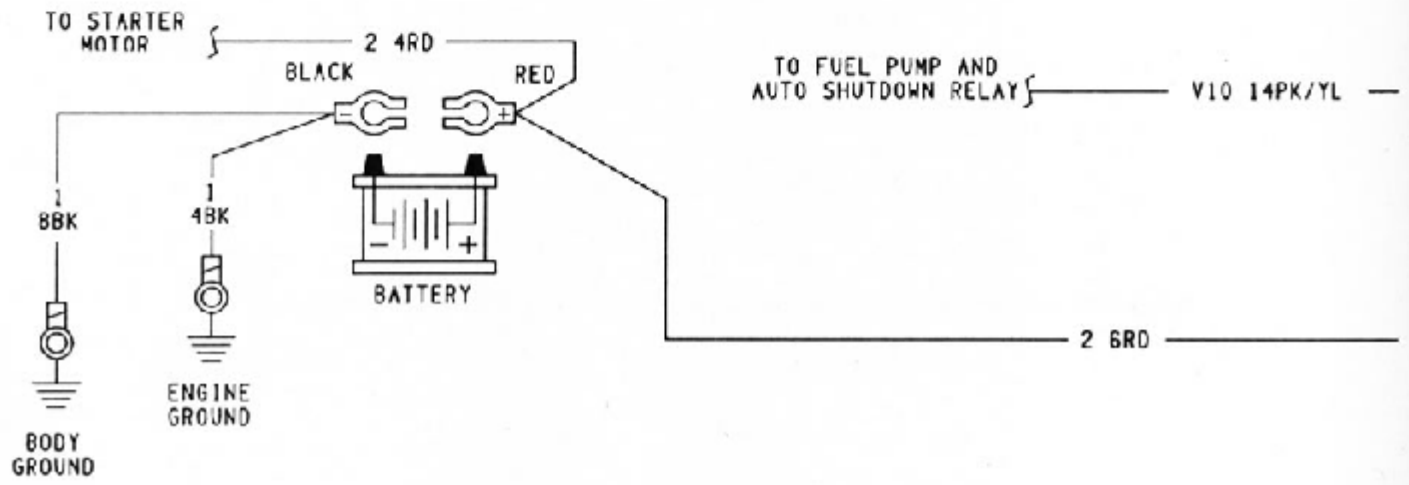 TO STARTER
MOTOR
2 4RD
BLACK
RED
TO FUEL PUMP AND
AUTO SHUTDOWN RELAY
V10 14PK/YL
-
+
1
8BK
1
4BK
- +
BATTERY
2 6RD
ENGINE
GROUND
BODY
GROUND